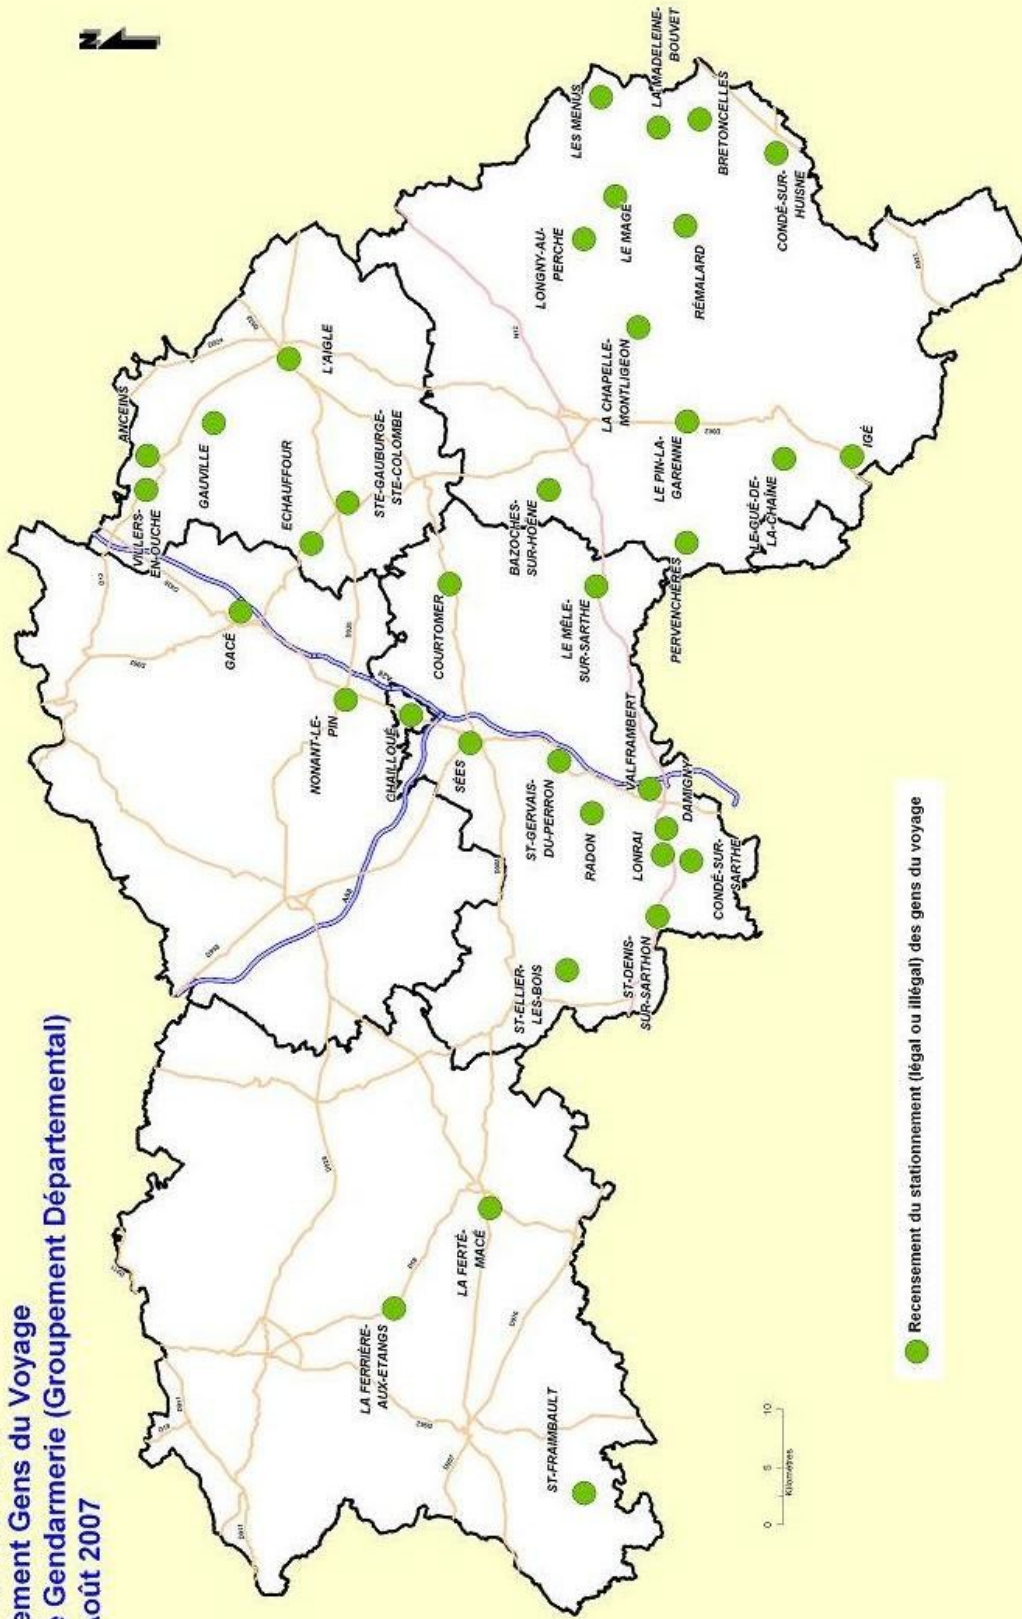 ement Gens du Voyage
e Gendarmerie (Groupement Départemental)
oût 2007
N
ANCEINS
VILLERS-
EN-OUCHE
GAUVILLE
L'AIGLE
ECHAUFFOUR
STE-GAUBURGE-
STE-COLOMBE
GACÉ
NONANT-LE-
PIN
CHAILLOUÉ
A28
A88
SÉES
COURTOMER
BAZOCHES-
SUR-HOËNE
LE MÊLE-
SUR-SARTHE
N12
LES MENUS
LA MADELEINE-
BOUVET
BRETONCELLES
CONDÉ-SUR-
HUISNE
LONGNY-AU-
PERCHE
LE MAGE
RÉMALARD
LA CHAPELLE-
MONTLIGEON
LE PIN-LA-
GARENNE
LE-GUÉ-DE-
LA-CHAÎNE
IGÉ
PERVENCHÈRES
ST-GERVAIS-
DU-PERRON
RADON
VALFRAMBERT
DAMIGNY
LONRAI
CONDÉ-SUR-
SARTHE
ST-DENIS-
SUR-SARTHON
ST-ELLIER-
LES-BOIS
LA FERTÉ-
MACÉ
LA FERRIÈRE-
AUX-ETANGS
ST-FRAIMBAULT
0 5 10
Kilomètres
Recensement du stationnement (légal ou illégal) des gens du voyage